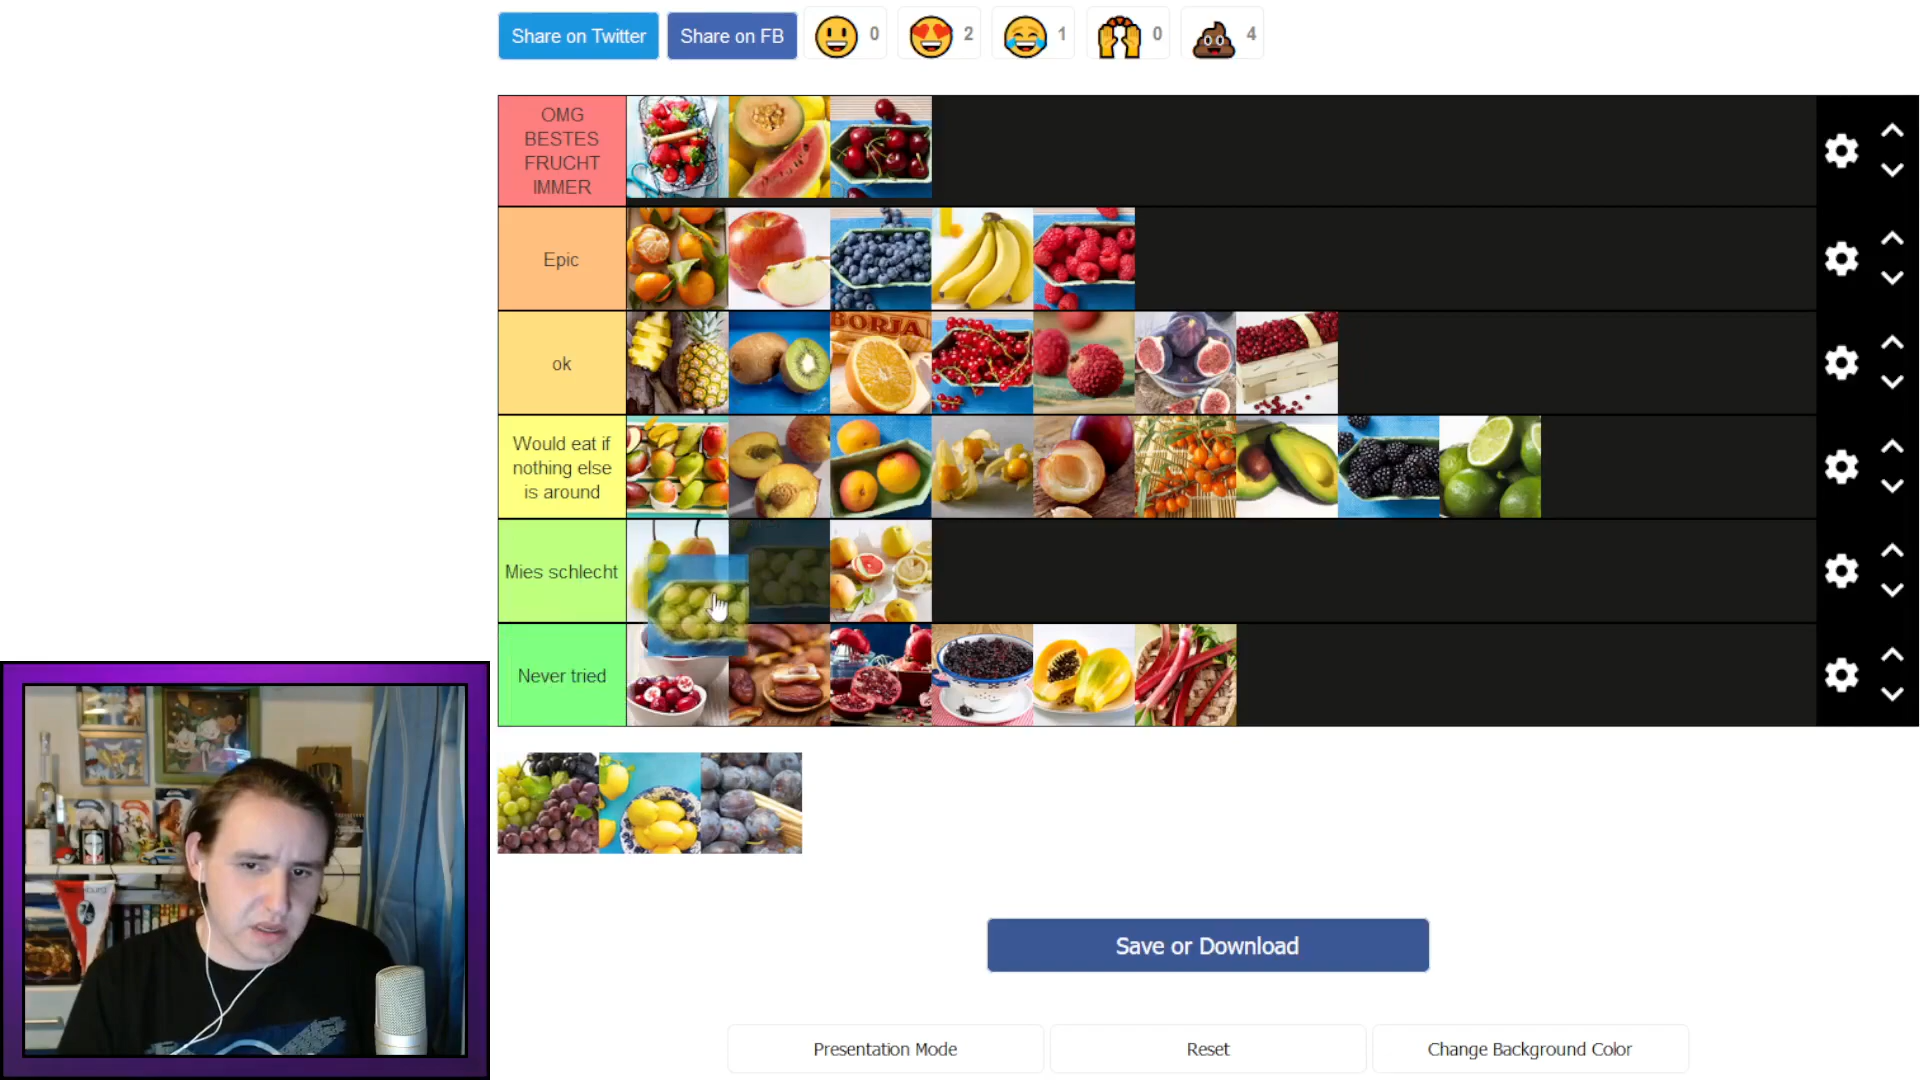 Share on Twitter
Share on FB
0
2
1
0
4
OMG
BESTES
FRUCHT
IMMER
Epic
BORJA
ok
Would eat if
nothing else
is around
Mies schlecht
Never tried
Save or Download
Presentation Mode
Reset
Change Background Color